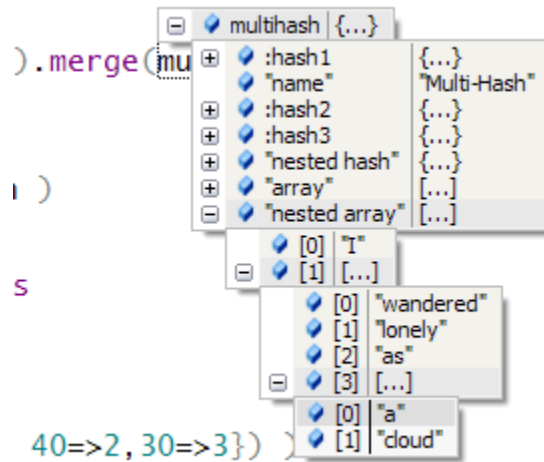 multihash {...}
).merge(mu
:hash1 {...}
"name" "Multi-Hash"
:hash2 {...}
:hash3 {...}
"nested hash" {...}
)
"array" [...]
"nested array" [...]
[0] "I"
[1] [...]
s
[0] "wandered"
[1] "lonely"
[2] "as"
[3] [...]
[0] "a"
[1] "cloud"
40=>2,30=>3}) )